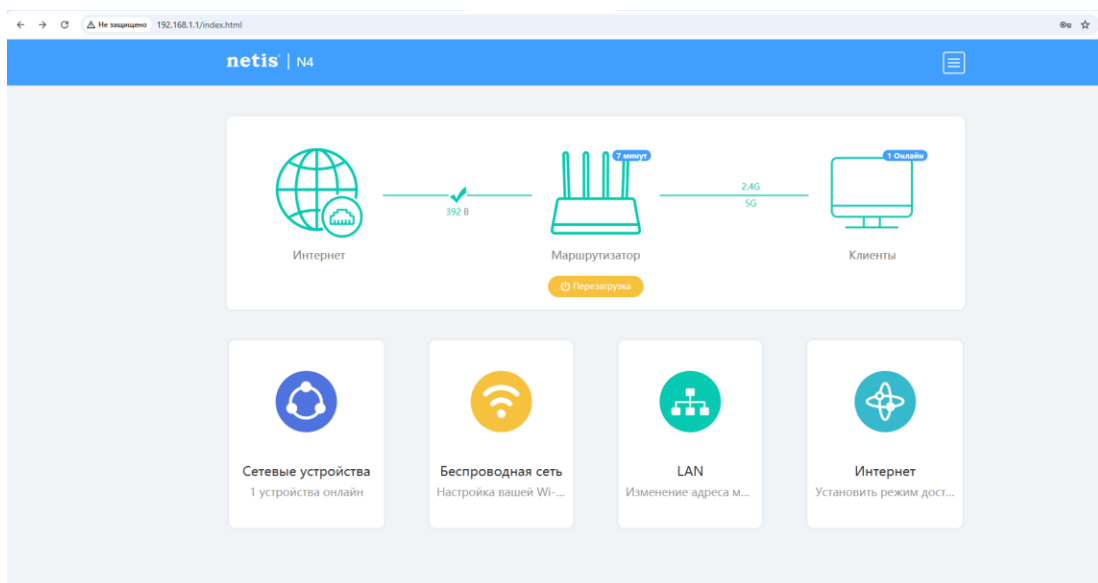 Не защищено 192.168.1.1/index.html
netis | N4
7 минут
1 Онлайн
392 B
2.4G
5G
Интернет
Маршрутизатор
Клиенты
Перезагрузка
Сетевые устройства
1 устройства онлайн
Беспроводная сеть
Настройка вашей Wi-...
LAN
Изменение адреса м...
Интернет
Установить режим дост...